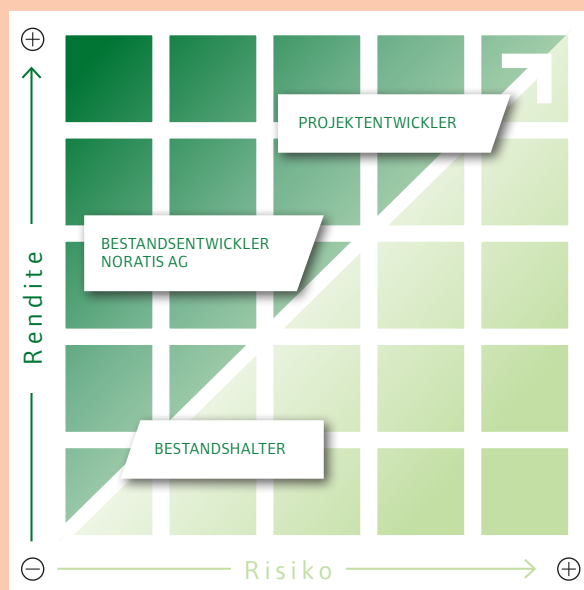 PROJEKTENTWICKLER
BESTANDSENTWICKLER
NORATIS AG
Rendite
BESTANDSHALTER
Risiko